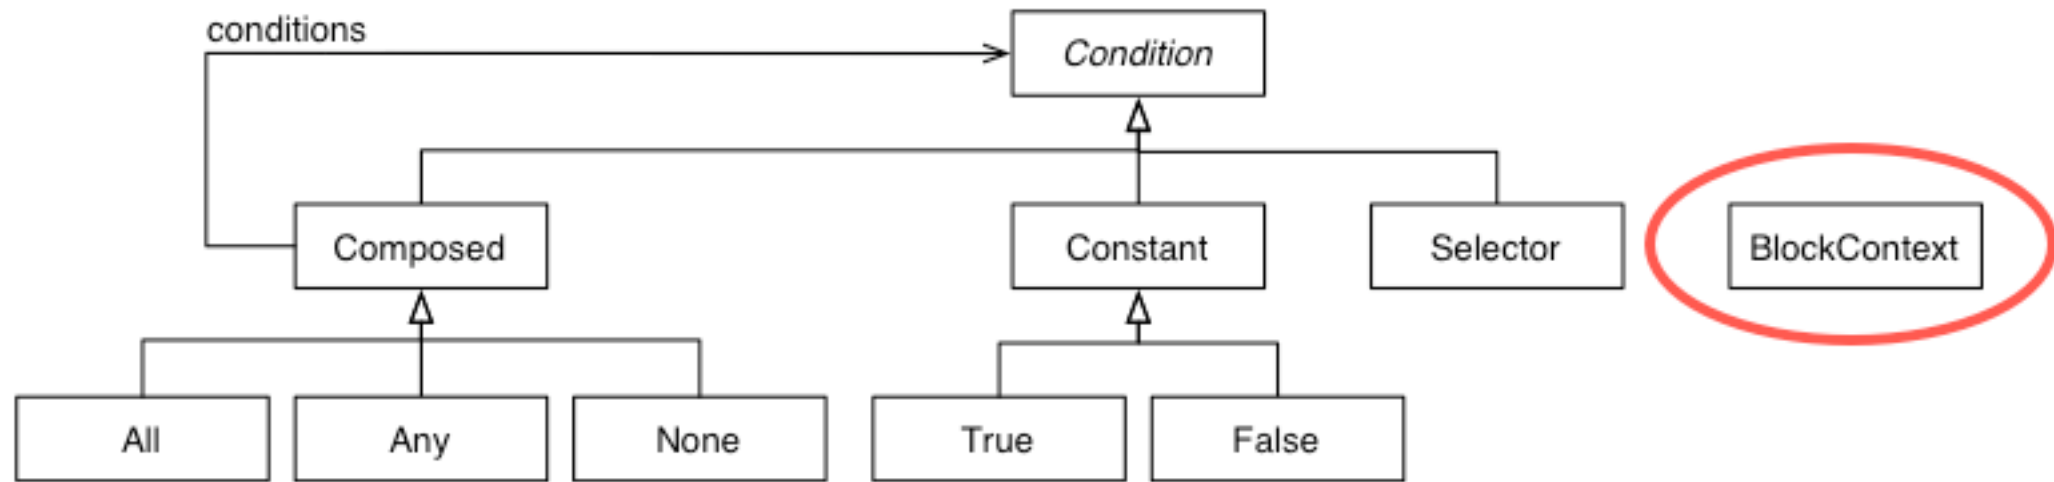 conditions
Condition
Composed
Constant
Selector
BlockContext
All
Any
None
True
False